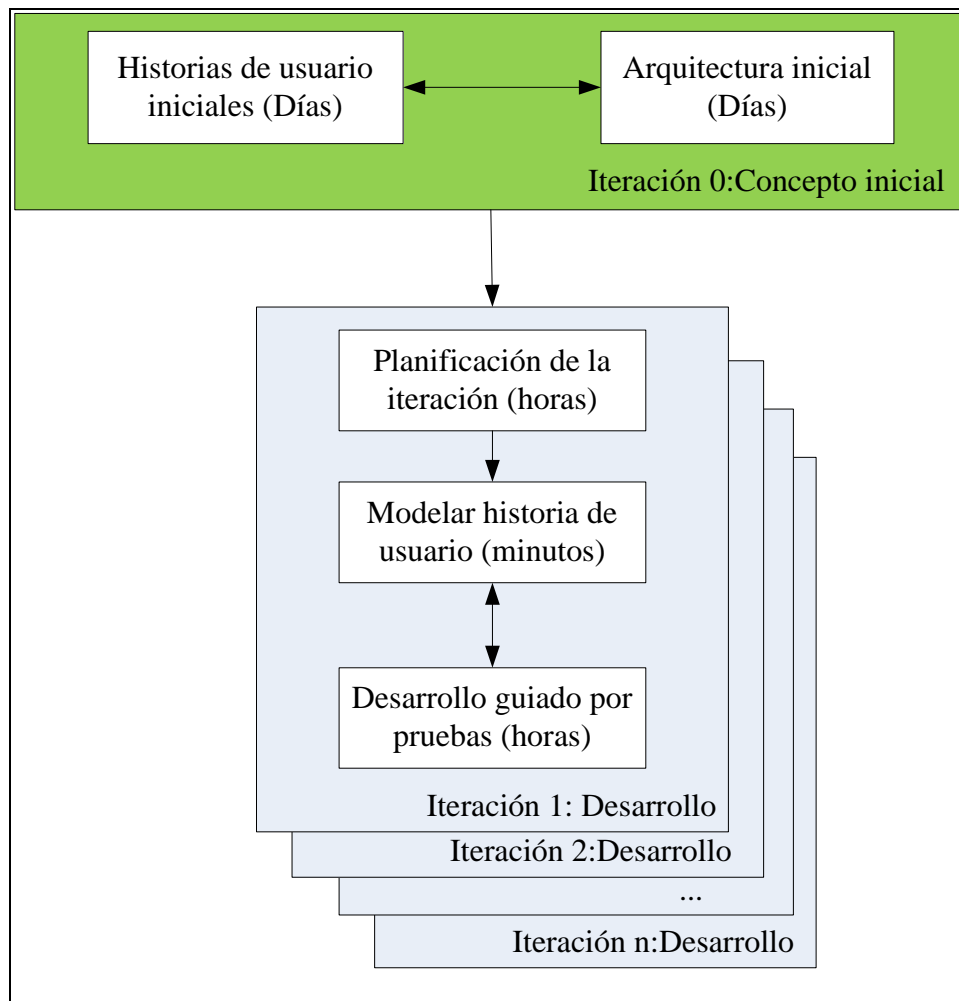 Historias de usuario
iniciales (Días)
Arquitectura inicial
(Días)
Iteración 0:Concepto inicial
Planificación de la
iteración (horas)
Modelar historia de
usuario (minutos)
Desarrollo guiado por
pruebas (horas)
Iteración 1: Desarrollo
Iteración 2:Desarrollo
...
Iteración n:Desarrollo